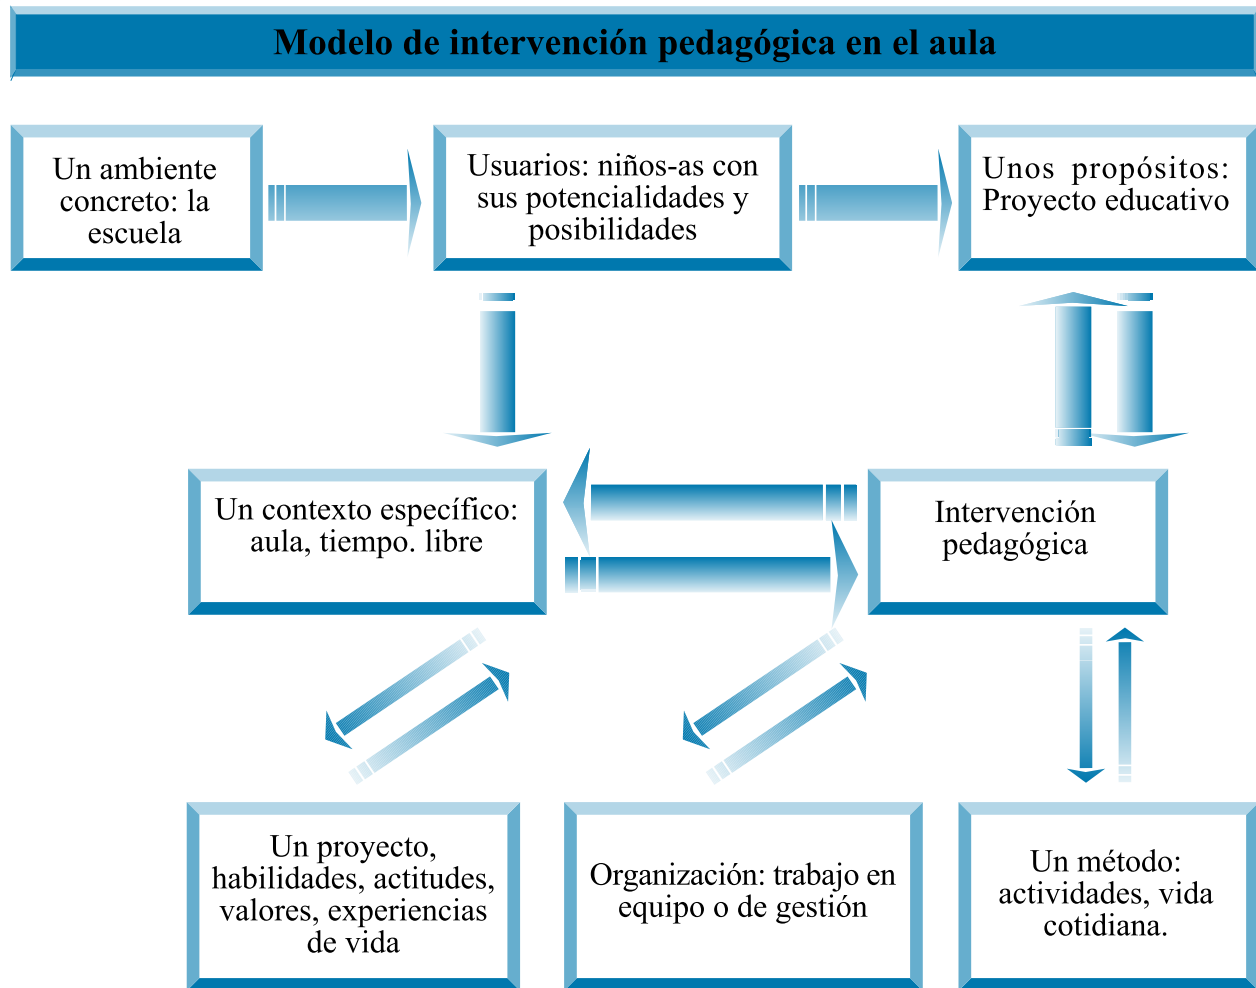 Modelo de intervención pedagógica en el aula
Un ambiente
concreto: la
escuela
Usuarios: niños-as con
sus potencialidades y
posibilidades
Unos propósitos:
Proyecto educativo
Un contexto específico:
aula, tiempo. libre
Intervención
pedagógica
Un proyecto,
habilidades, actitudes,
valores, experiencias
de vida
Organización: trabajo en
equipo o de gestión
Un método:
actividades, vida
cotidiana.